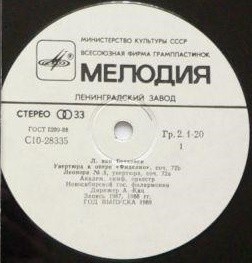 МИНИСТЕРСТВО КУЛЬТУРЫ СССР
ВСЕСОЮЗНАЯ ФИРМА ГРАМПЛАСТИНОК
МЕЛОДИЯ
ЛЕНИНГРАДСКИЙ ЗАВОД
СТЕРЕО 33
ГОСТ 5289-88
Гр. 2. 1-20
С10-28335
1
Л. ван Бетховен
Увертюра к опере «Фиделио», соч. 72b
Леонора № 3, увертюра, соч. 72a
Академ. симф. оркестр
Новосибирской гос. филармонии
Дирижер А. Кац
Запись 1987, 1988 гг.
ГОД ВЫПУСКА 1989